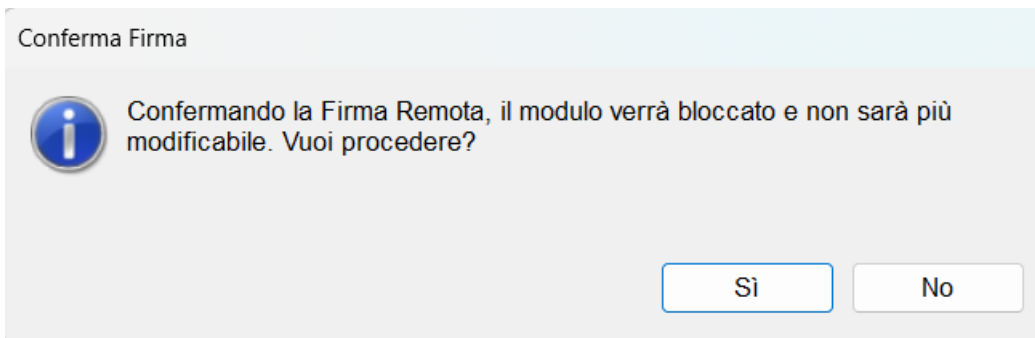 Conferma Firma
Confermando la Firma Remota, il modulo verrà bloccato e non sarà più
modificabile. Vuoi procedere?
Sì
No